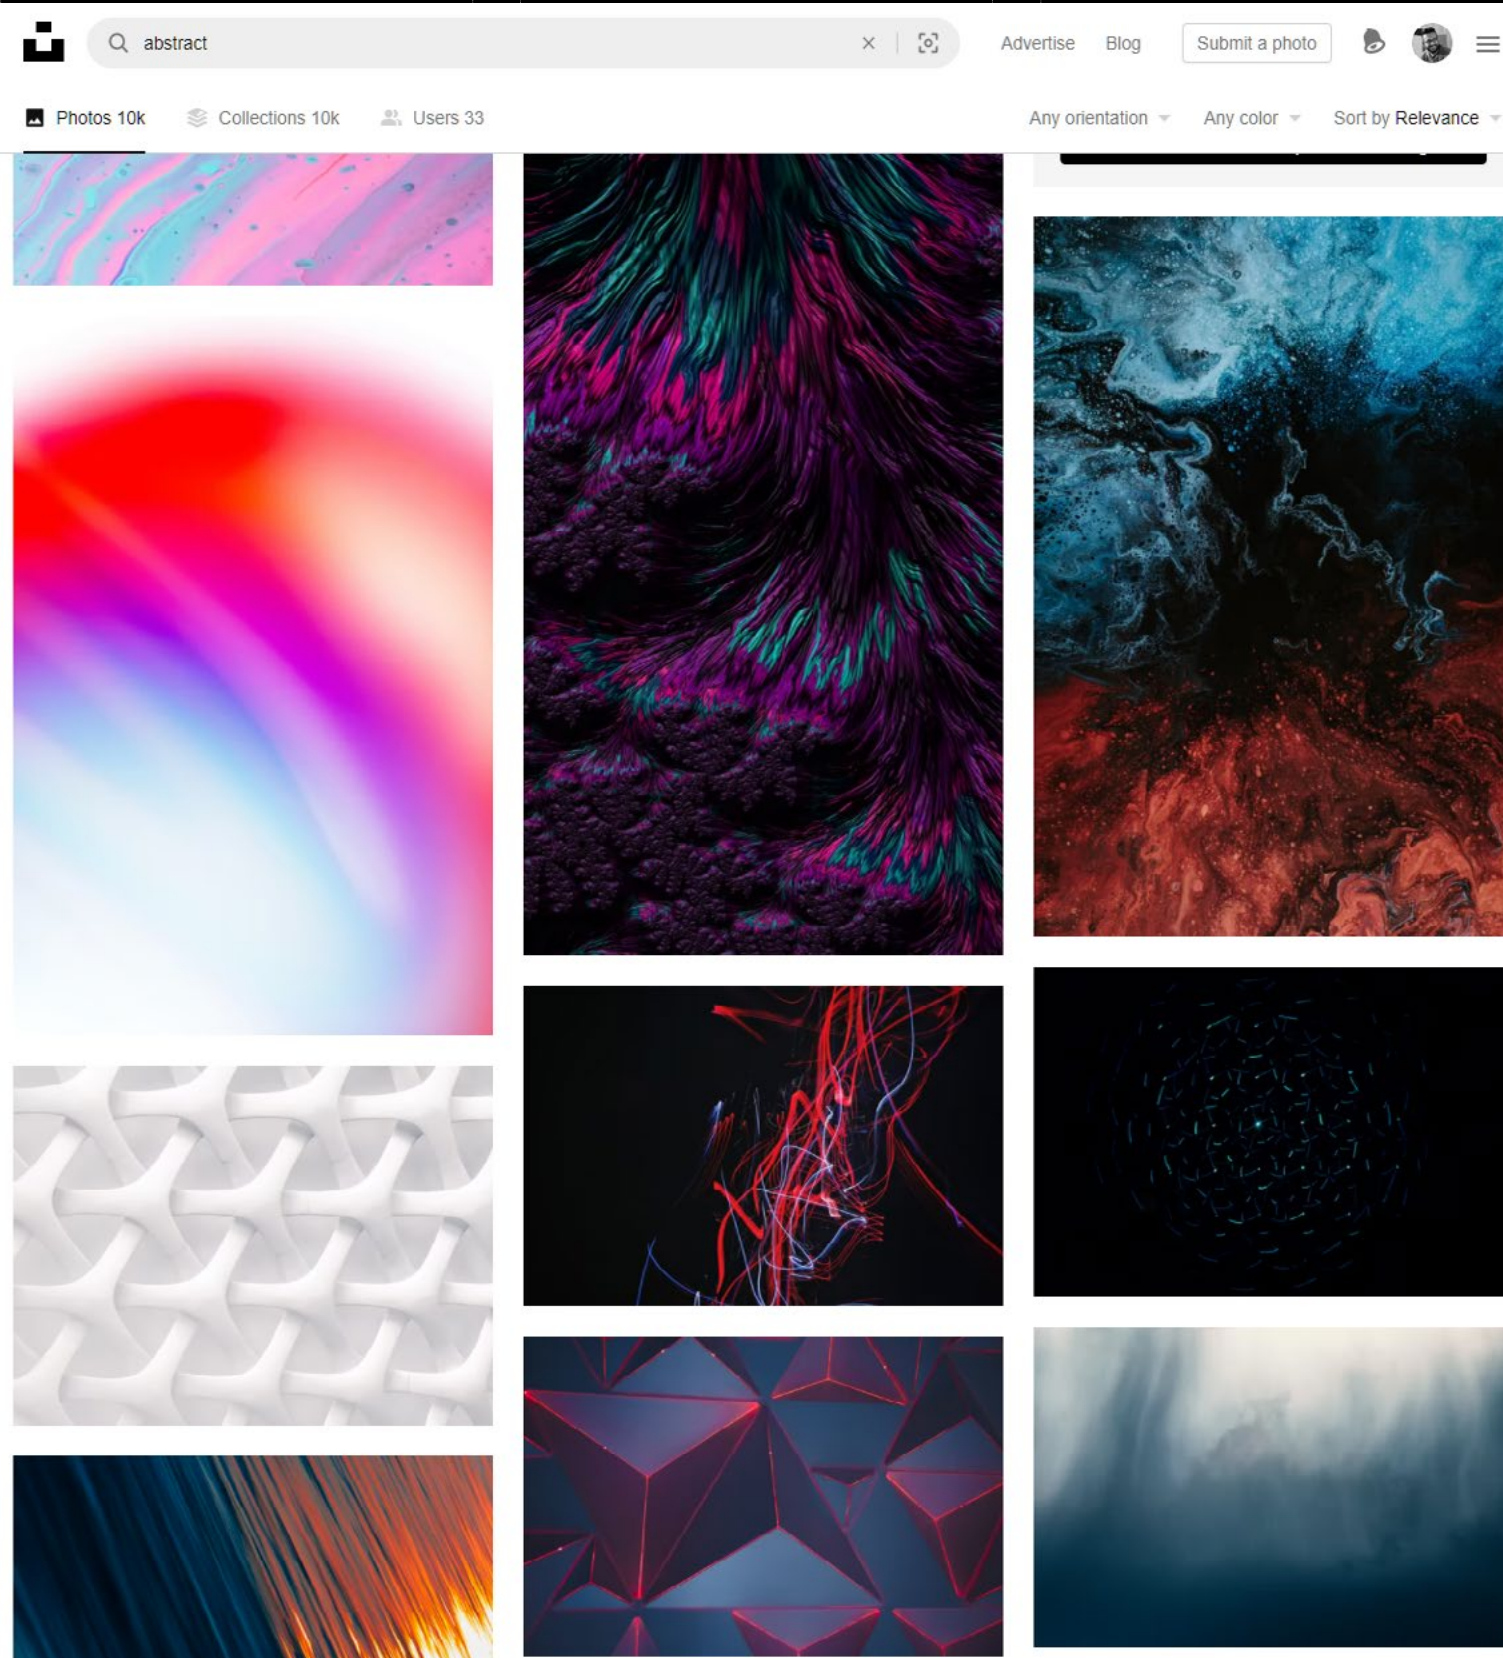 abstract
Advertise
Blog
Submit a photo
Photos 10k
Collections 10k
Users 33
Any orientation
Any color
Sort by Relevance